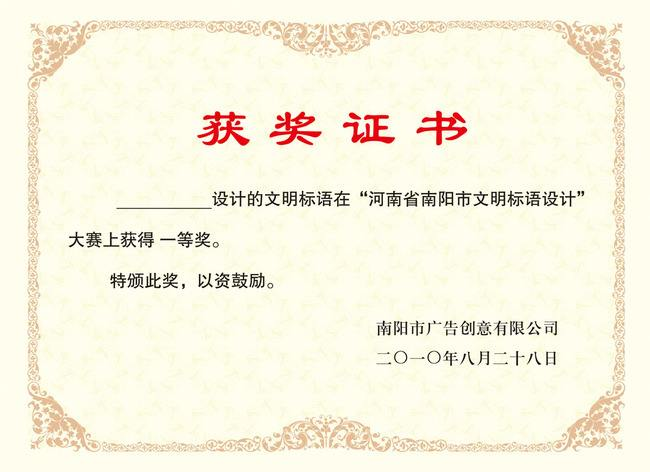 获奖证书
__________设计的文明标语在“河南省南阳市文明标语设计”
大赛上获得 一等奖。
特颁此奖，以资鼓励。
南阳市广告创意有限公司
二〇一〇年八月二十八日